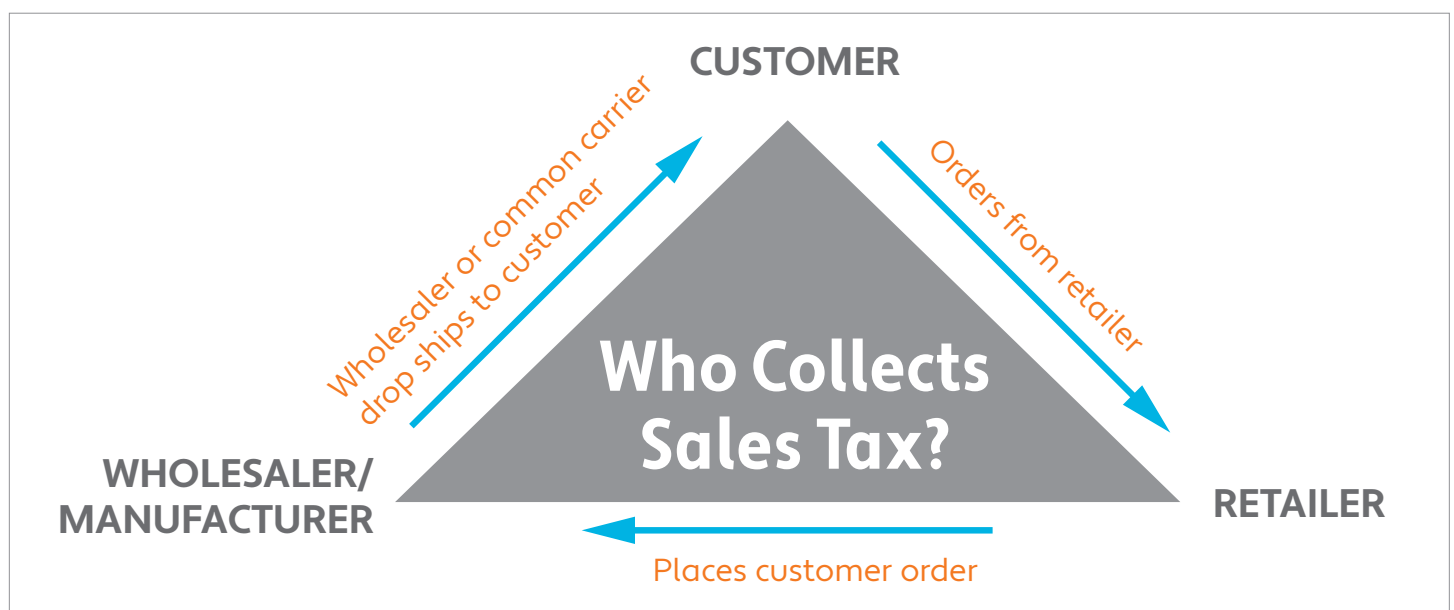 CUSTOMER
Wholesaler or common carrier
drop ships to customer
Orders from retailer
Who Collects
Sales Tax?
WHOLESALER/
MANUFACTURER
RETAILER
Places customer order